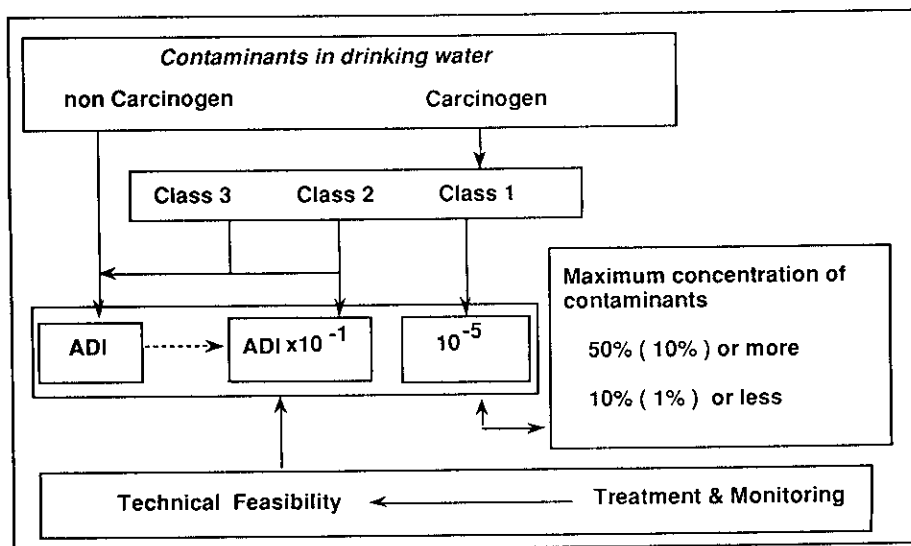 Contaminants in drinking water
non Carcinogen Carcinogen
Class 3 Class 2 Class 1
Maximum concentration of
contaminants
50% ( 10% ) or more
10% ( 1% ) or less
ADI ADI x10⁻¹ 10⁻⁵
Technical Feasibility Treatment & Monitoring